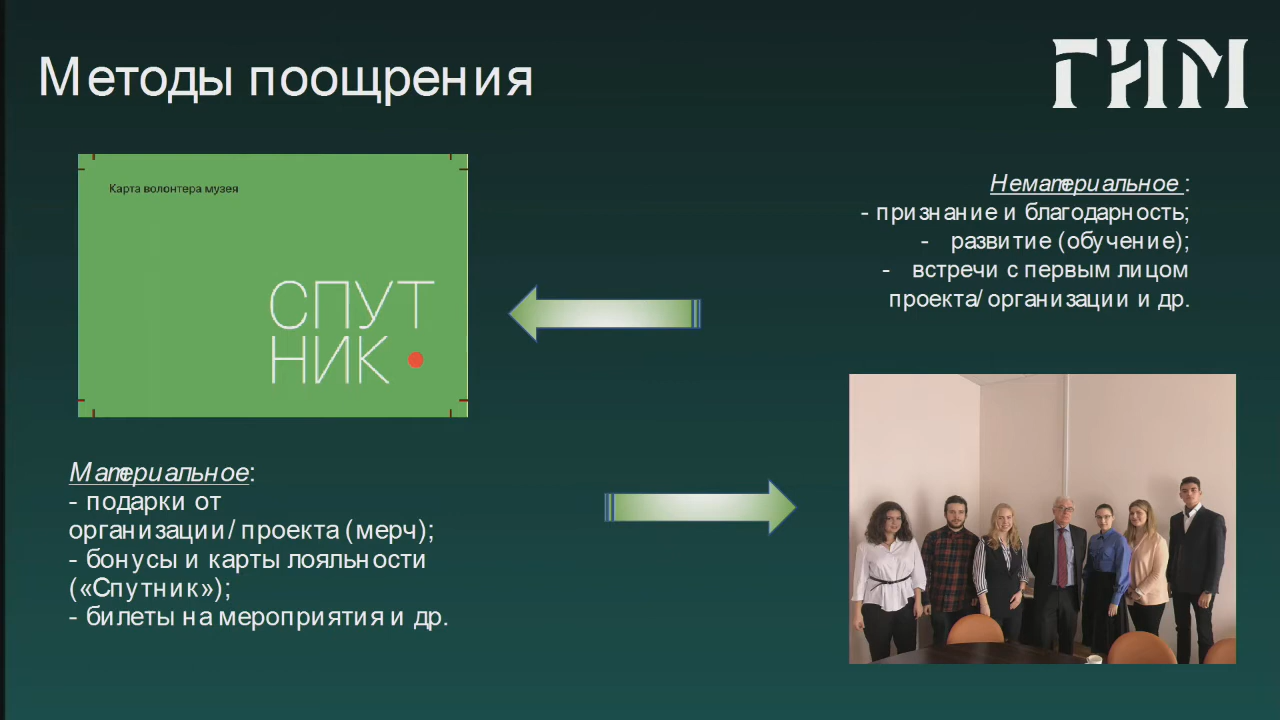 Методы поощрения
ГИМ
Карта волонтера музея
СПУТ
НИК
Нематериальное :
- признание и благодарность;
- развитие (обучение);
- встречи с первым лицом
проекта/ организации и др.
Материальное:
- подарки от
организации/ проекта (мерч);
- бонусы и карты лояльности
(«Спутник»);
- билеты на мероприятия и др.